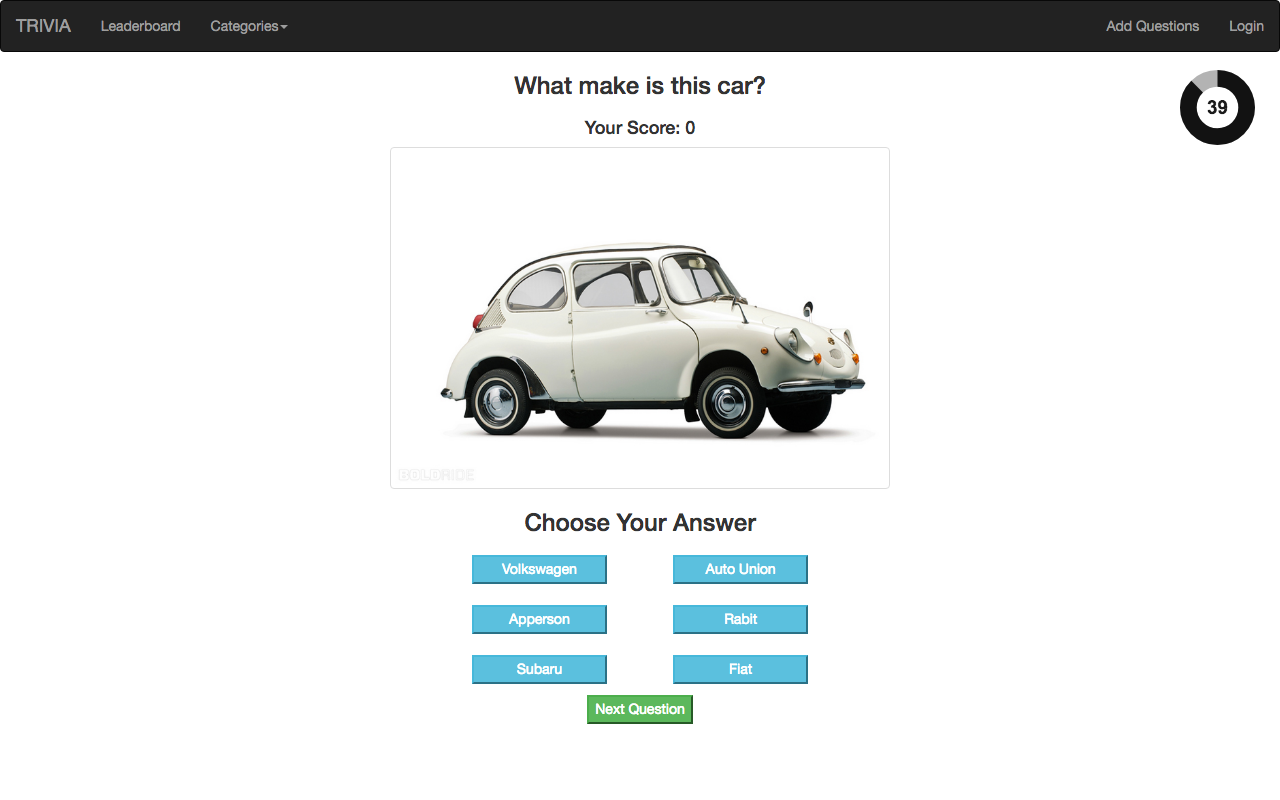 TRIVIA Leaderboard Categories Add Questions Login
What make is this car?
39
Your Score: 0
BOLDRIDE
Choose Your Answer
Volkswagen Auto Union
Apperson Rabit
Subaru Fiat
Next Question